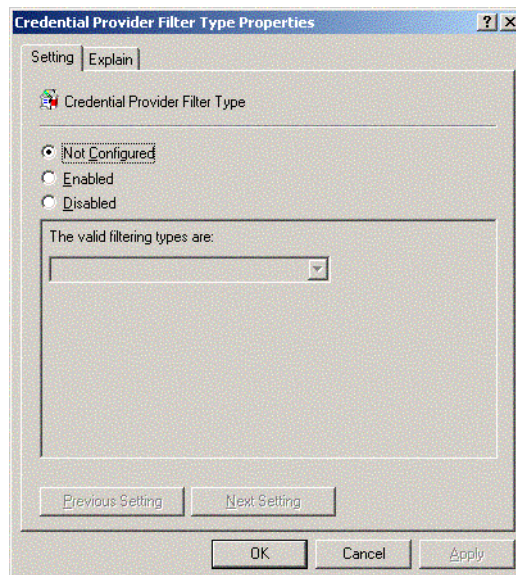 Credential Provider Filter Type Properties
Setting
Explain
Credential Provider Filter Type
Not Configured
Enabled
Disabled
The valid filtering types are:
Previous Setting
Next Setting
OK
Cancel
Apply